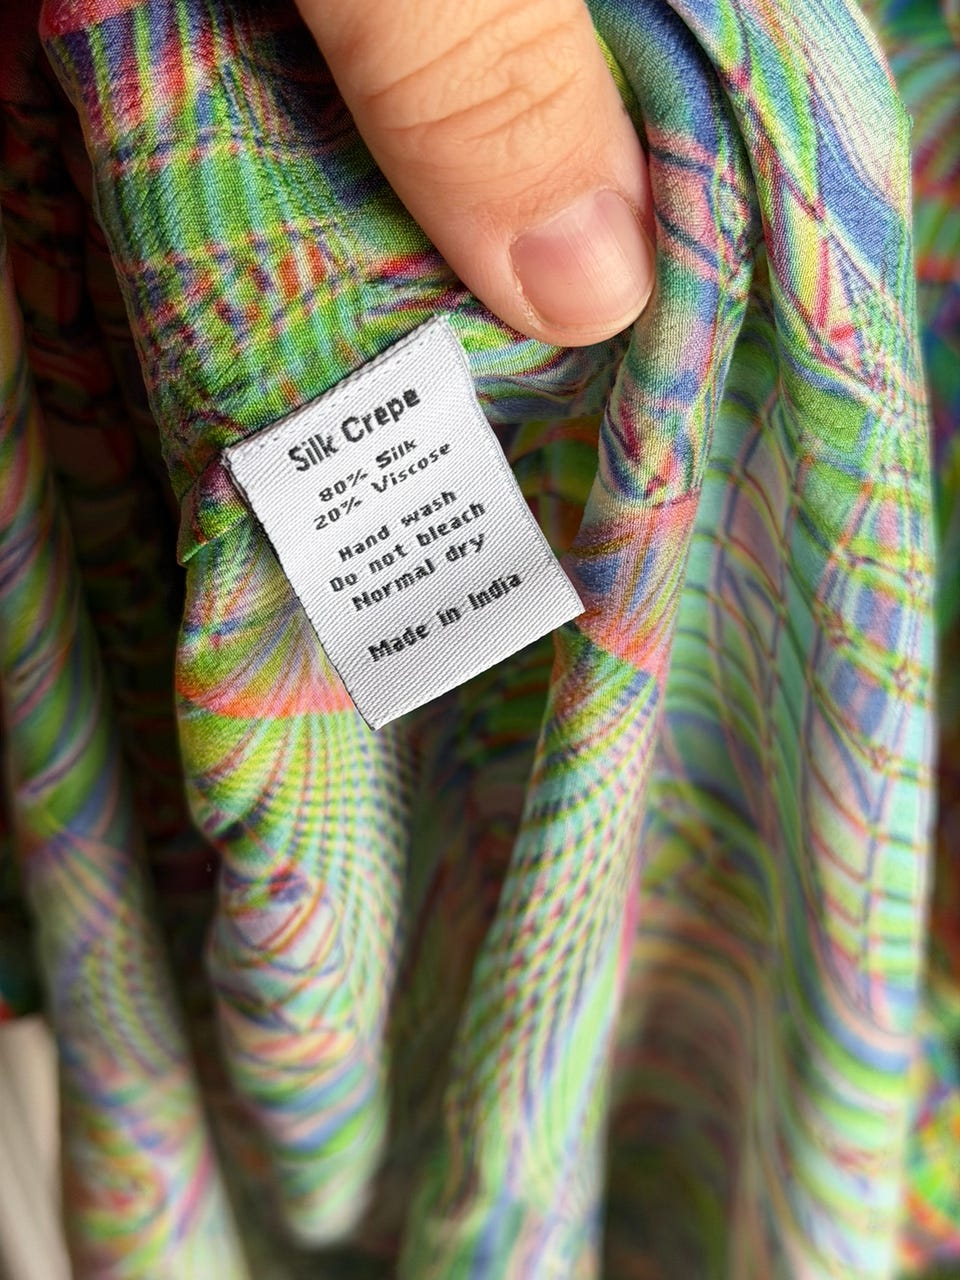 Silk Crepe
80% Silk
20% Viscose
Hand wash
Do not bleach
Normal dry
Made in India